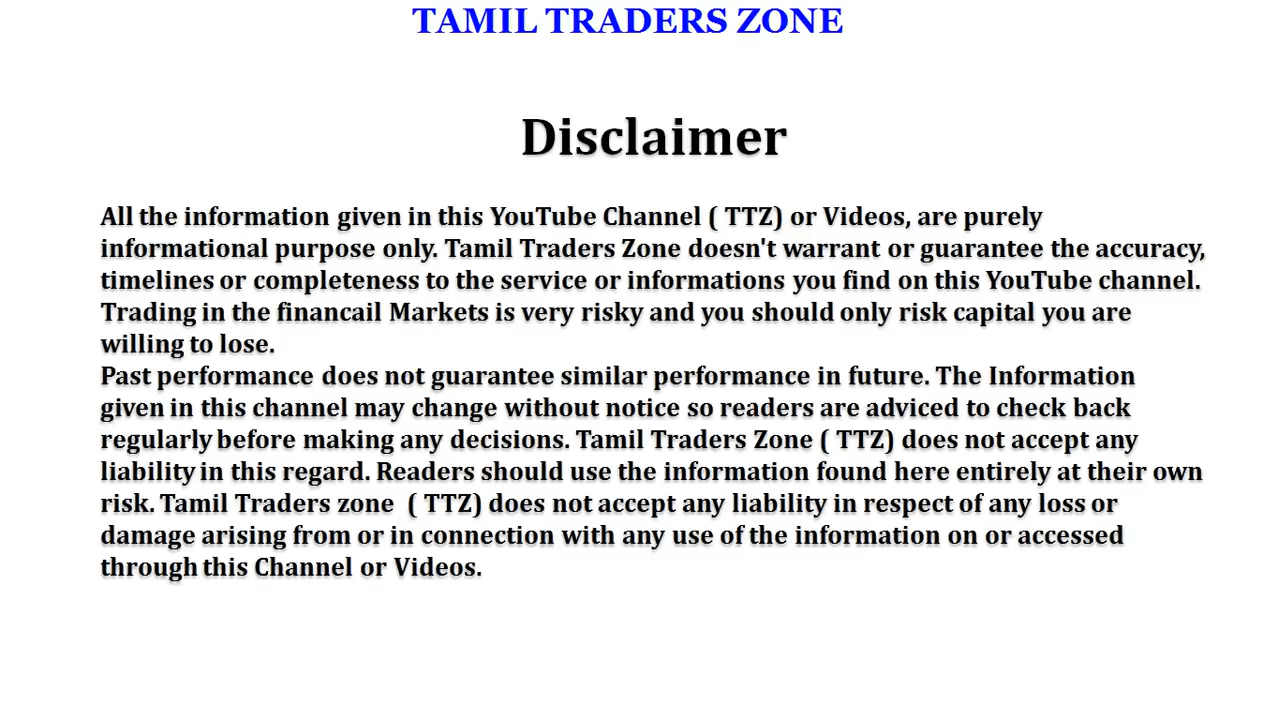 TAMIL TRADERS ZONE
Disclaimer
All the information given in this YouTube Channel ( TTZ) or Videos, are purely
informational purpose only. Tamil Traders Zone doesn't warrant or guarantee the accuracy,
timelines or completeness to the service or informations you find on this YouTube channel.
Trading in the financail Markets is very risky and you should only risk capital you are
willing to lose.
Past performance does not guarantee similar performance in future. The Information
given in this channel may change without notice so readers are adviced to check back
regularly before making any decisions. Tamil Traders Zone ( TTZ) does not accept any
liability in this regard. Readers should use the information found here entirely at their own
risk. Tamil Traders zone  ( TTZ) does not accept any liability in respect of any loss or
damage arising from or in connection with any use of the information on or accessed
through this Channel or Videos.